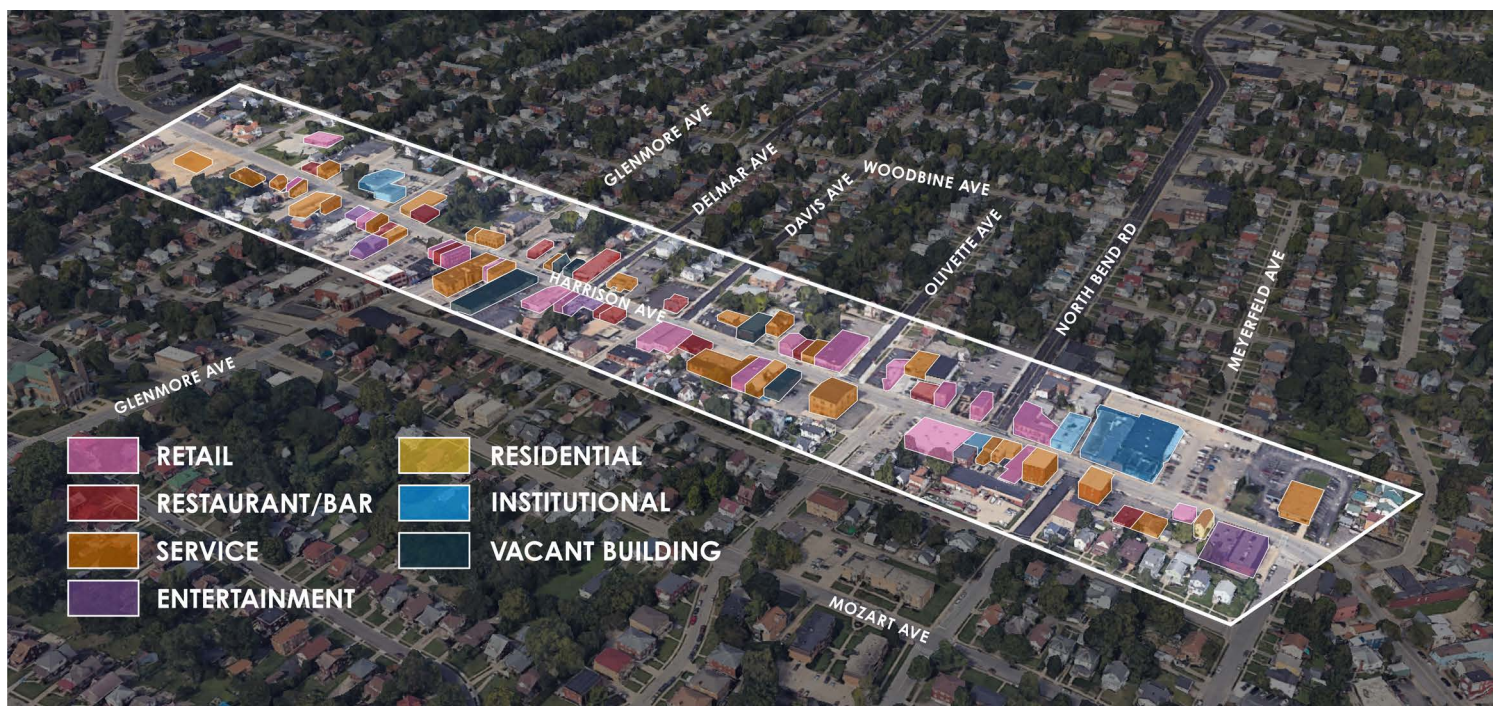 GLENMORE AVE
DELMAR AVE
DAVIS AVE
WOODBINE AVE
OLIVETTE AVE
NORTH BEND RD
MEYERFELD AVE
HARRISON AVE
GLENMORE AVE
MOZART AVE
RETAIL
RESTAURANT/BAR
SERVICE
ENTERTAINMENT
RESIDENTIAL
INSTITUTIONAL
VACANT BUILDING